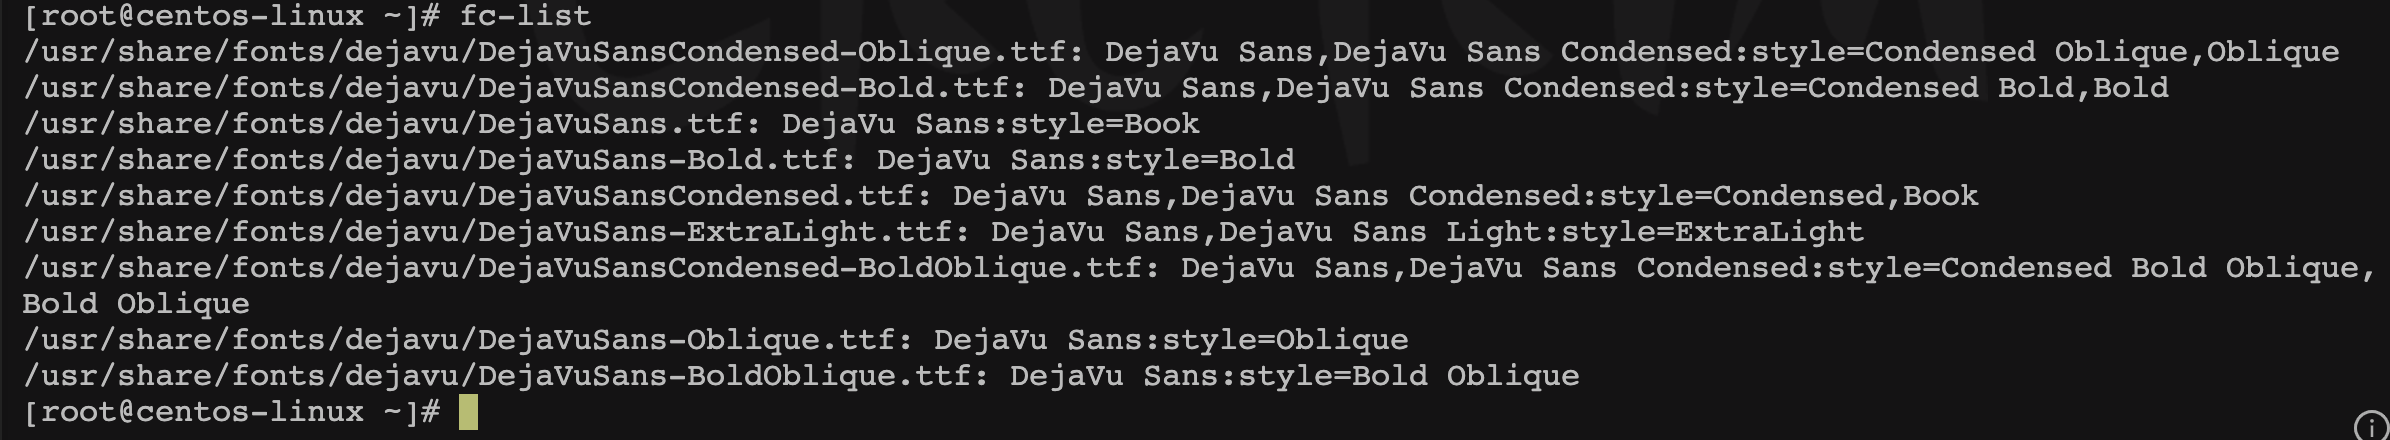 [root@centos-linux ~]# fc-list
/usr/share/fonts/dejavu/DejaVuSansCondensed-Oblique.ttf: DejaVu Sans,DejaVu Sans Condensed:style=Condensed Oblique,Oblique
/usr/share/fonts/dejavu/DejaVuSansCondensed-Bold.ttf: DejaVu Sans,DejaVu Sans Condensed:style=Condensed Bold,Bold
/usr/share/fonts/dejavu/DejaVuSans.ttf: DejaVu Sans:style=Book
/usr/share/fonts/dejavu/DejaVuSans-Bold.ttf: DejaVu Sans:style=Bold
/usr/share/fonts/dejavu/DejaVuSansCondensed.ttf: DejaVu Sans,DejaVu Sans Condensed:style=Condensed,Book
/usr/share/fonts/dejavu/DejaVuSans-ExtraLight.ttf: DejaVu Sans,DejaVu Sans Light:style=ExtraLight
/usr/share/fonts/dejavu/DejaVuSansCondensed-BoldOblique.ttf: DejaVu Sans,DejaVu Sans Condensed:style=Condensed Bold Oblique,
Bold Oblique
/usr/share/fonts/dejavu/DejaVuSans-Oblique.ttf: DejaVu Sans:style=Oblique
/usr/share/fonts/dejavu/DejaVuSans-BoldOblique.ttf: DejaVu Sans:style=Bold Oblique
[root@centos-linux ~]#